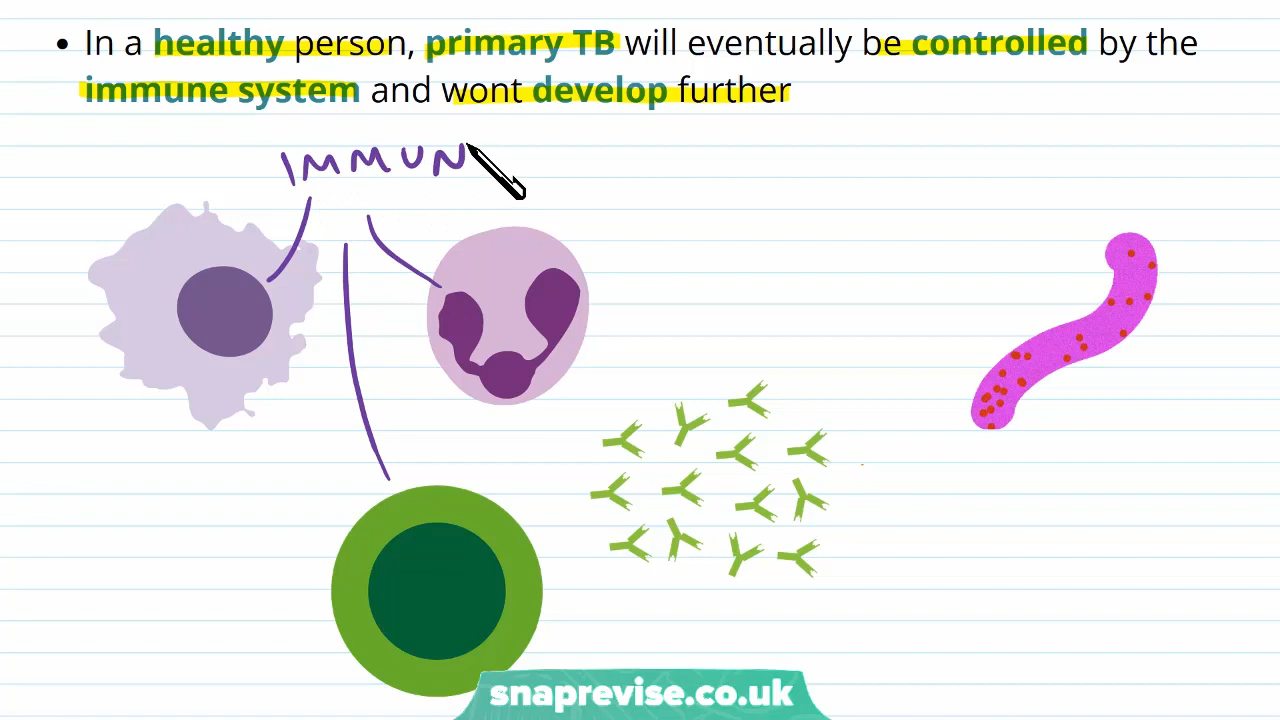 • In a healthy person, primary TB will eventually be controlled by the
immune system and wont develop further
IMMUN
snaprevise.co.uk